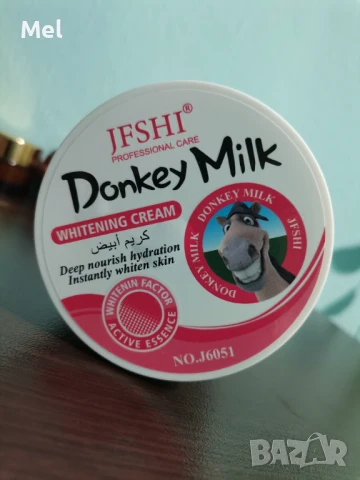 Mel
JFSHI®
PROFESSIONAL CARE
Donkey Milk
WHITENING CREAM
كريم ابيض
Deep nourish hydration
Instantly whiten skin
DONKEY MILK
JFSHI
DONKEY MILK
WHITENIN FACTOR
ACTIVE ESSENCE
NO.J6051
BAZAR